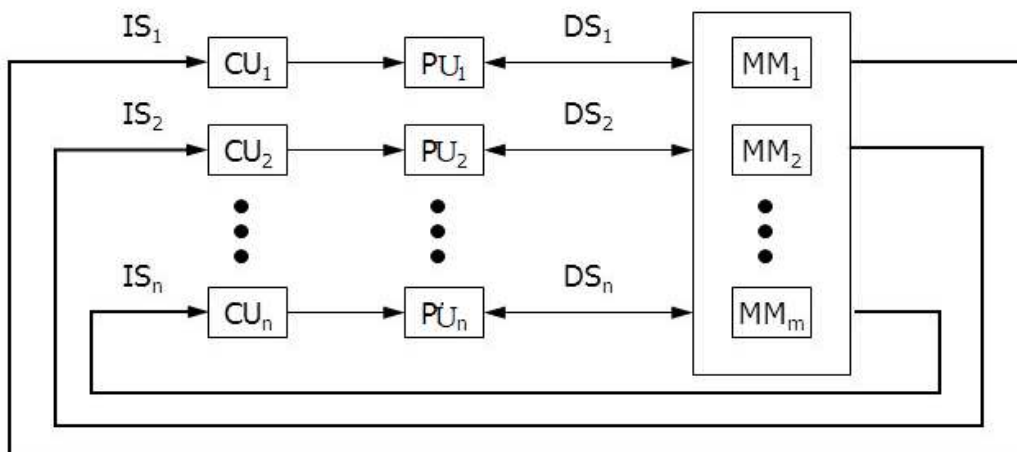 IS₁ CU₁ PU₁ DS₁ MM₁
IS₂ CU₂ PU₂ DS₂ MM₂
ISₙ CUₙ PUₙ DSₙ MMₘ